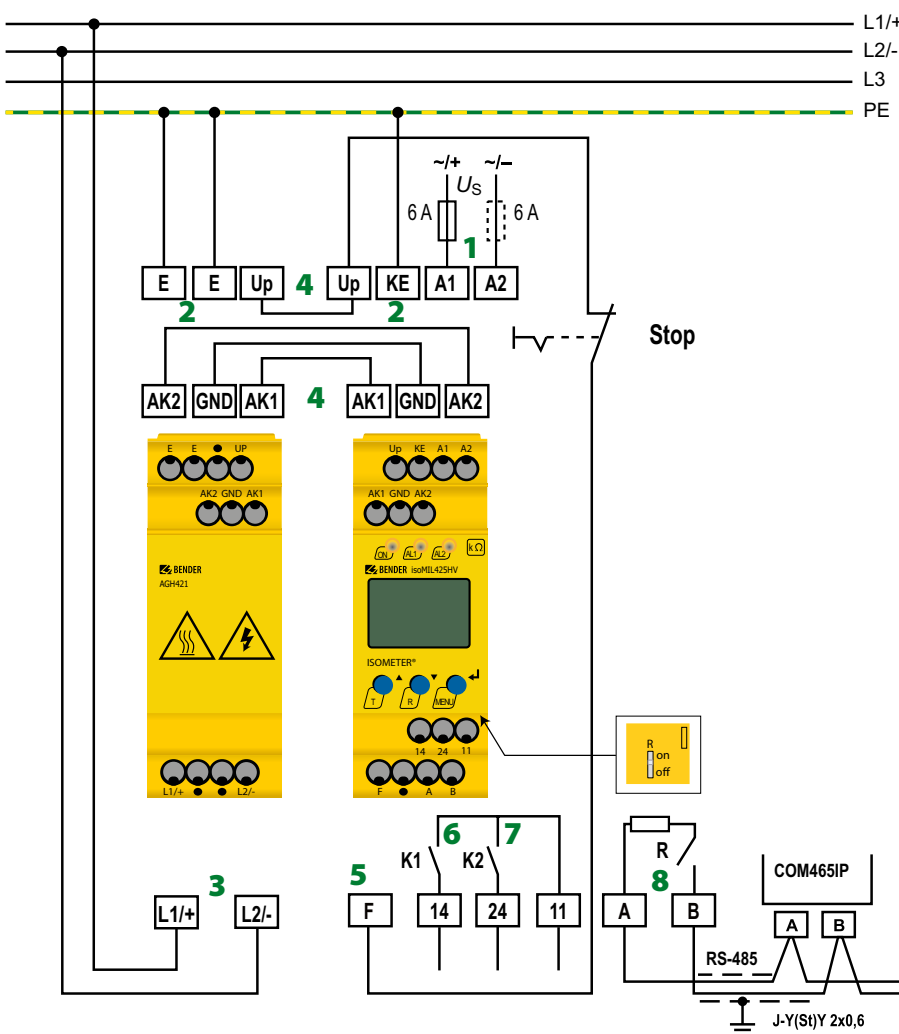 L1/+
L2/-
L3
PE
~/+ ~/–
US
6 A 6 A
1
E E Up 4 Up KE A1 A2
2 2
Stop
AK2 GND AK1 4 AK1 GND AK2
E E UP
AK2 GND AK1
BENDER
AGH421
L1/+ L2/-
Up KE A1 A2
AK1 GND AK2
ON AL1 AL2 kΩ
BENDER isoMIL425HV
ISOMETER®
T R MENU
14 24 11
F A B
R
on
off
3
L1/+ L2/-
6 7
K1 K2
5
F 14 24 11
R
8
A B
COM465IP
A B
RS-485
J-Y(St)Y 2x0,6